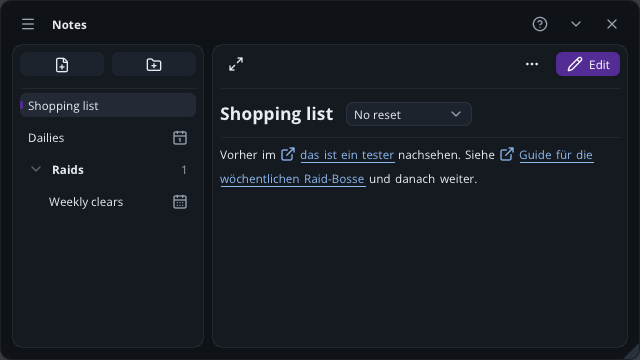 Notes
Edit
Shopping list
Shopping list
No reset
Dailies
Vorher im das ist ein tester nachsehen. Siehe Guide für die
wöchentlichen Raid-Bosse und danach weiter.
Raids
1
Weekly clears